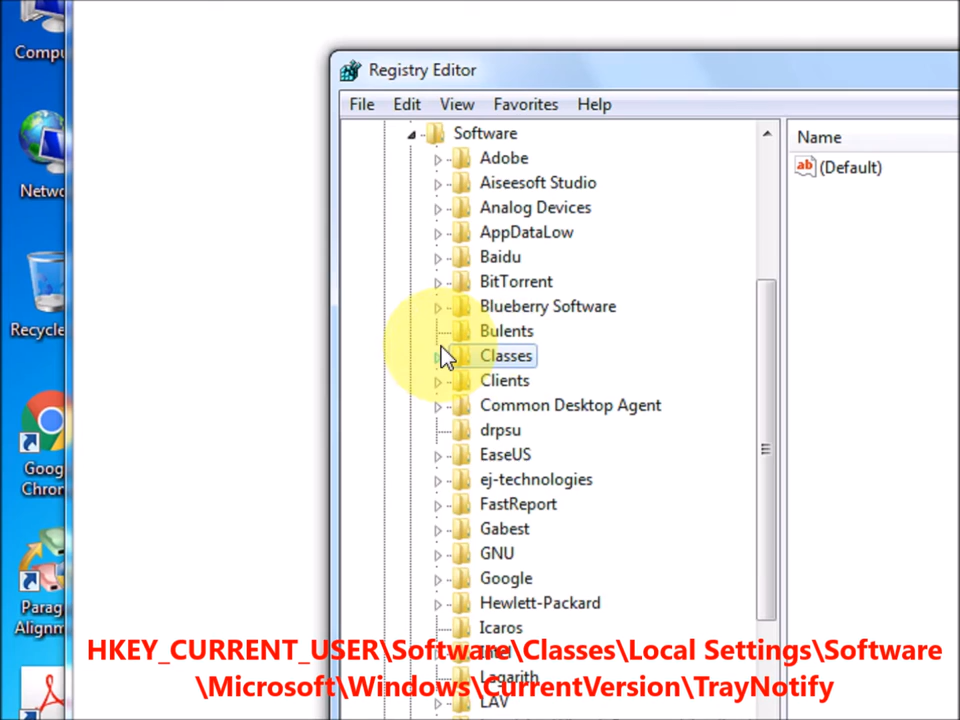 Compu
Netwo
Recycle
Goog
Chron
Parag
Alignm
Registry Editor
File Edit View Favorites Help
Software
Adobe
Aiseesoft Studio
Analog Devices
AppDataLow
Baidu
BitTorrent
Blueberry Software
Bulents
Classes
Clients
Common Desktop Agent
drpsu
EaseUS
ej-technologies
FastReport
Gabest
GNU
Google
Hewlett-Packard
Icaros
Lagarith
LAV
Name
ab (Default)
HKEY_CURRENT_USER\Software\Classes\Local Settings\Software
\Microsoft\Windows\CurrentVersion\TrayNotify